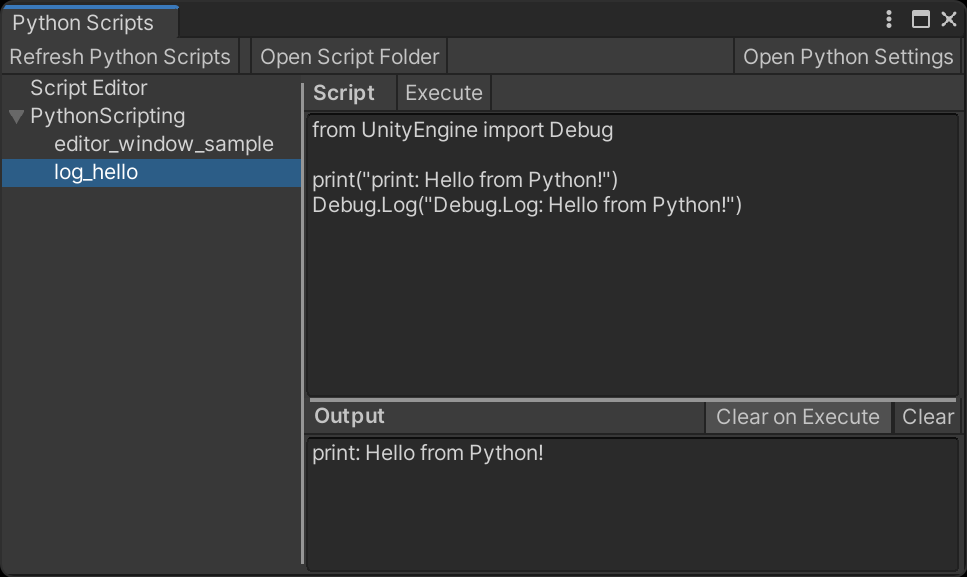 Python Scripts
Refresh Python Scripts Open Script Folder Open Python Settings
Script Editor
PythonScripting
editor_window_sample
log_hello
Script Execute
from UnityEngine import Debug
print("print: Hello from Python!")
Debug.Log("Debug.Log: Hello from Python!")
Output Clear on Execute Clear
print: Hello from Python!